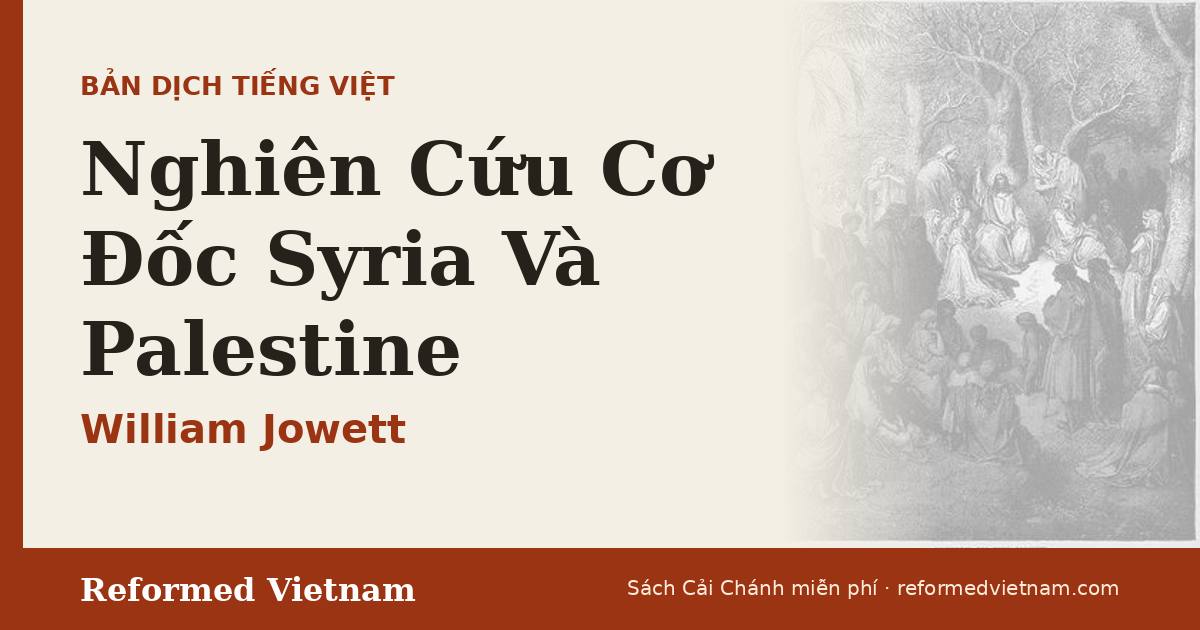 BẢN DỊCH TIẾNG VIỆT
Nghiên Cứu Cơ
Đốc Syria Và
Palestine
William Jowett
Reformed Vietnam
Sách Cải Chánh miễn phí · reformedvietnam.com